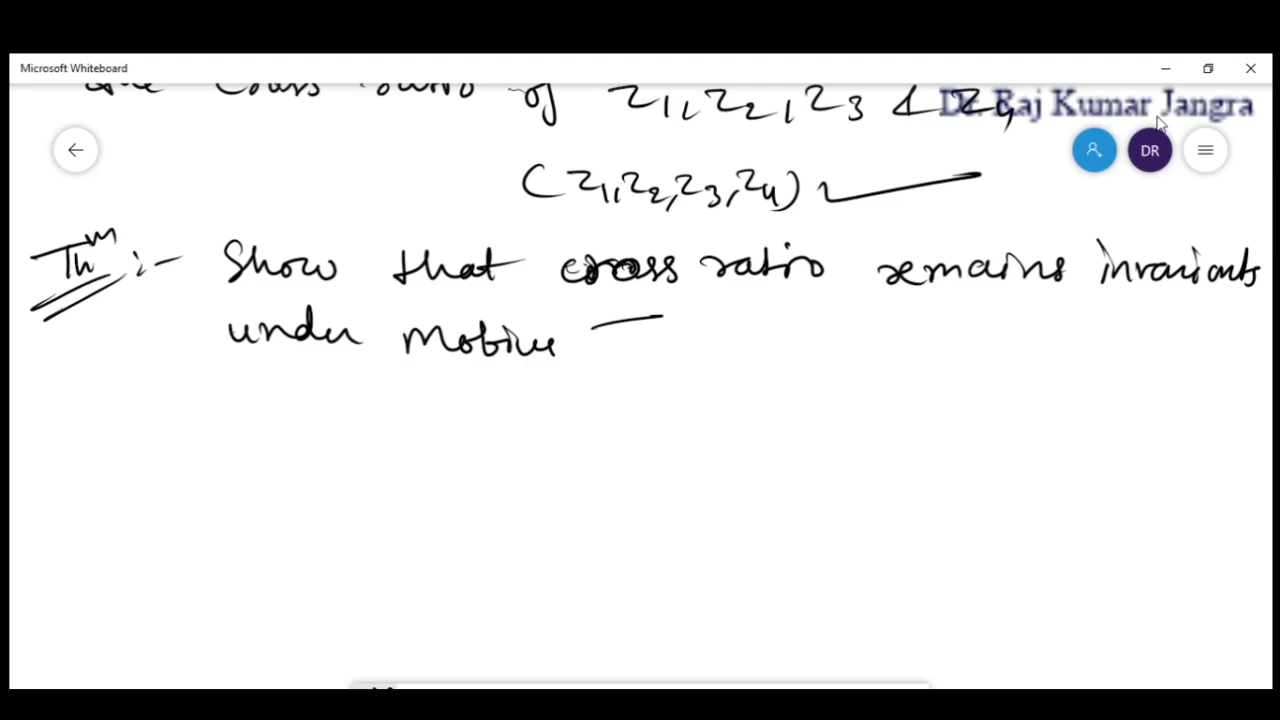 Microsoft Whiteboard
of z1, z2, z3 & z4
Dr. Raj Kumar Jangra
DR
(z1, z2, z3, z4)
Thm :- Show that cross ratio remains invariants
under Mobius